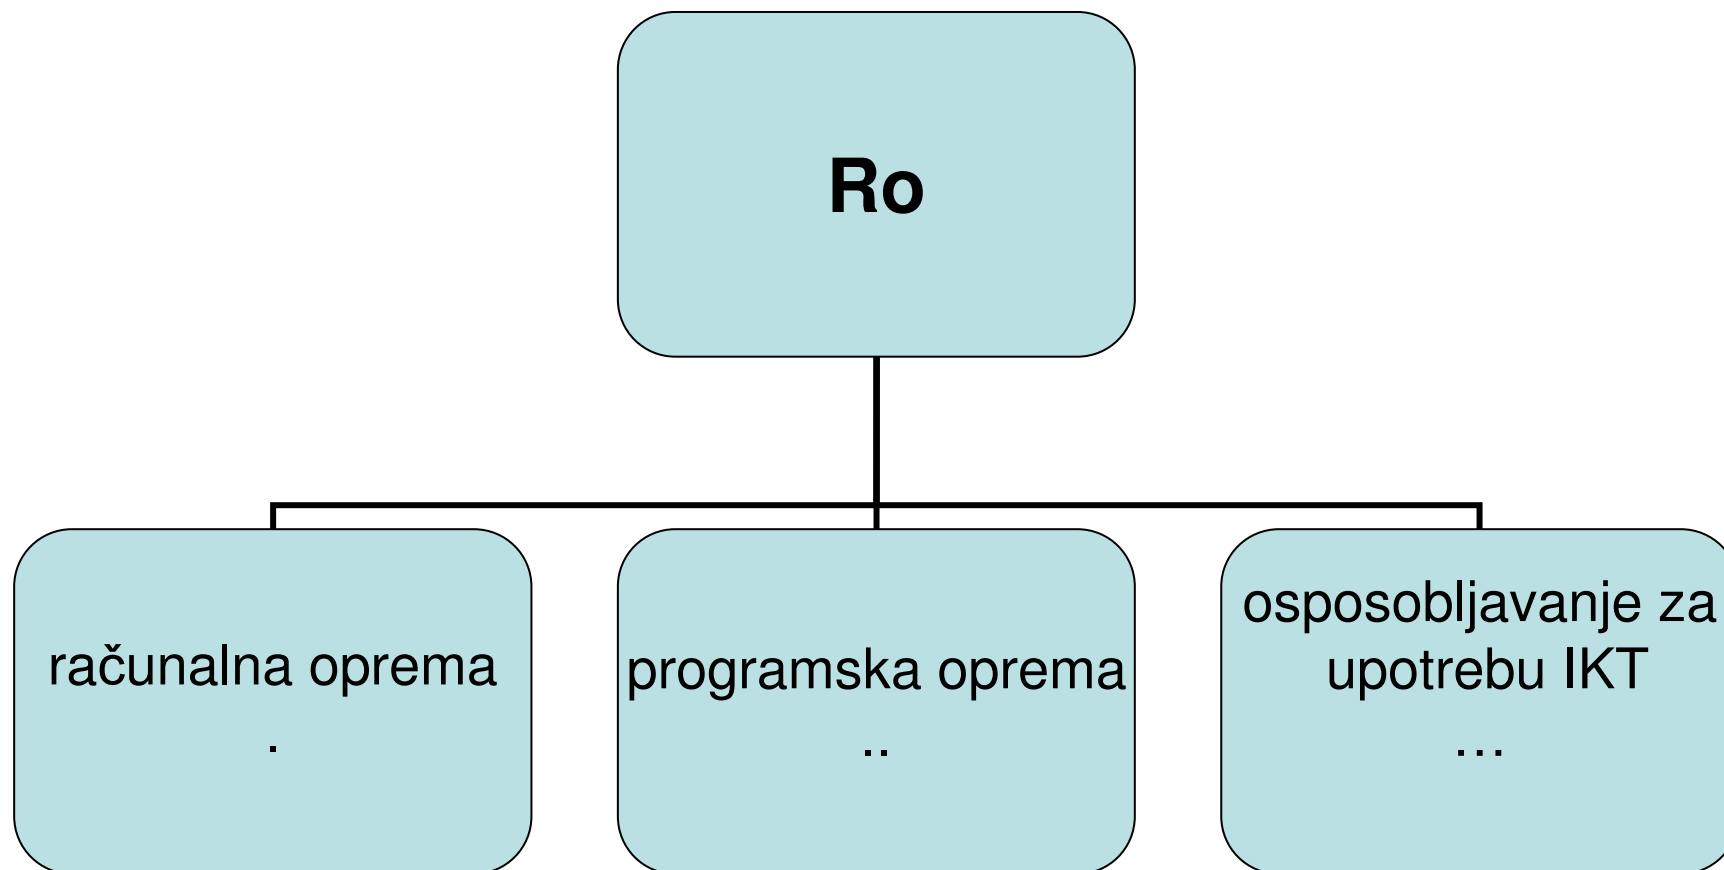 Ro
računalna oprema
.
programska oprema
..
osposobljavanje za
upotrebu IKT
…